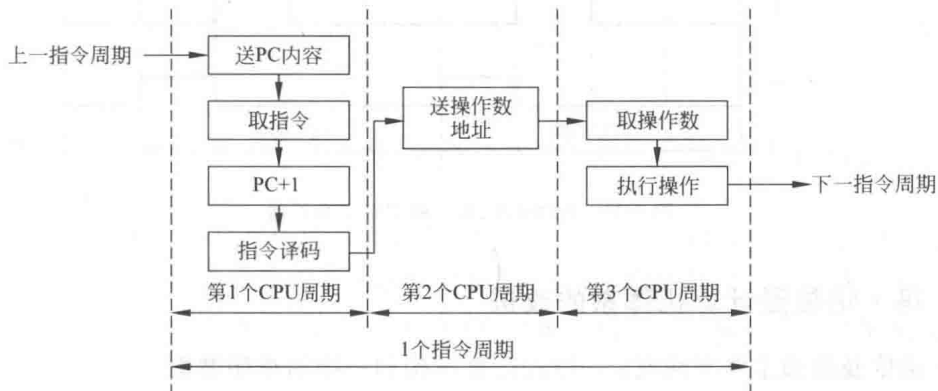 上一指令周期
送PC内容
取指令
PC+1
指令译码
送操作数
地址
取操作数
执行操作
下一指令周期
第1个CPU周期
第2个CPU周期
第3个CPU周期
1个指令周期